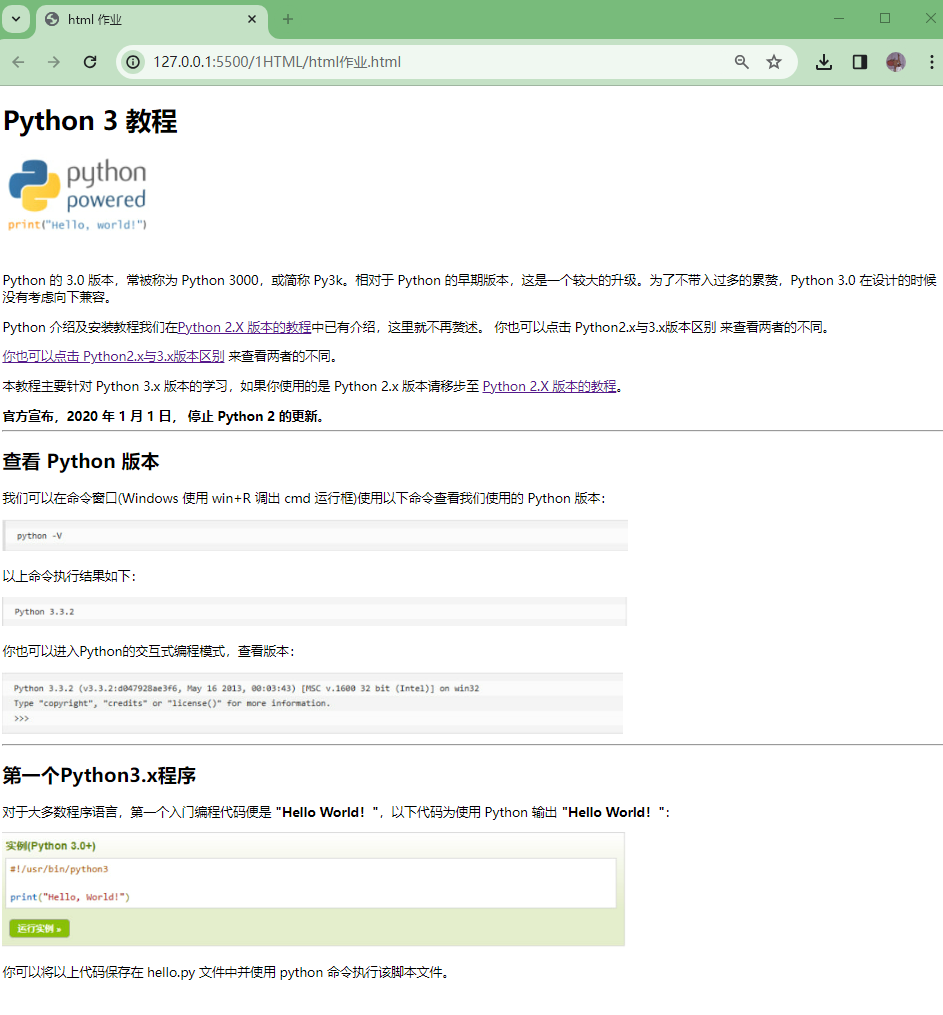 html 作业
127.0.0.1:5500/1HTML/html作业.html
Python 3 教程
python
powered
print("Hello, world!")
Python 的 3.0 版本，常被称为 Python 3000，或简称 Py3k。相对于 Python 的早期版本，这是一个较大的升级。为了不带入过多的累赘，Python 3.0 在设计的时候
没有考虑向下兼容。
Python 介绍及安装教程我们在Python 2.X 版本的教程中已有介绍，这里就不再赘述。 你也可以点击 Python2.x与3.x版本区别 来查看两者的不同。
你也可以点击 Python2.x与3.x版本区别 来查看两者的不同。
本教程主要针对 Python 3.x 版本的学习，如果你使用的是 Python 2.x 版本请移步至 Python 2.X 版本的教程。
官方宣布，2020 年 1 月 1 日， 停止 Python 2 的更新。
查看 Python 版本
我们可以在命令窗口(Windows 使用 win+R 调出 cmd 运行框)使用以下命令查看我们使用的 Python 版本：
python -V
以上命令执行结果如下：
Python 3.3.2
你也可以进入Python的交互式编程模式，查看版本：
Python 3.3.2 (v3.3.2:d047928ae3f6, May 16 2013, 00:03:43) [MSC v.1600 32 bit (Intel)] on win32
Type "copyright", "credits" or "license()" for more information.
>>>
第一个Python3.x程序
对于大多数程序语言，第一个入门编程代码便是 "Hello World！"，以下代码为使用 Python 输出 "Hello World！"：
实例(Python 3.0+)
#!/usr/bin/python3
print("Hello, World!")
运行实例 »
你可以将以上代码保存在 hello.py 文件中并使用 python 命令执行该脚本文件。